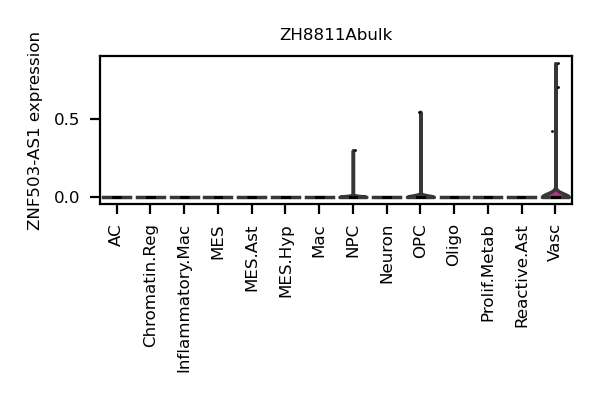 ZH8811Abulk
ZNF503-AS1 expression
0.5
0.0
AC
Chromatin.Reg
Inflammatory.Mac
MES
MES.Ast
MES.Hyp
Mac
NPC
Neuron
OPC
Oligo
Prolif.Metab
Reactive.Ast
Vasc